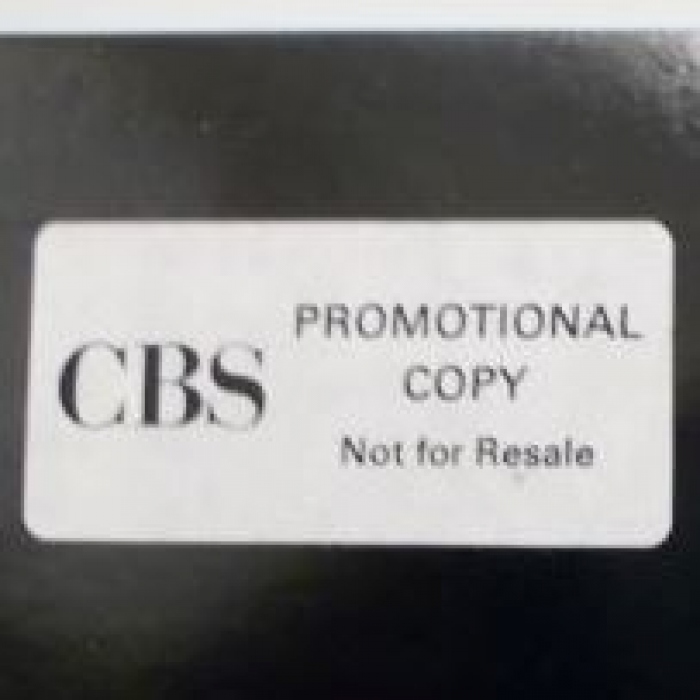 CBS
PROMOTIONAL
COPY
Not for Resale